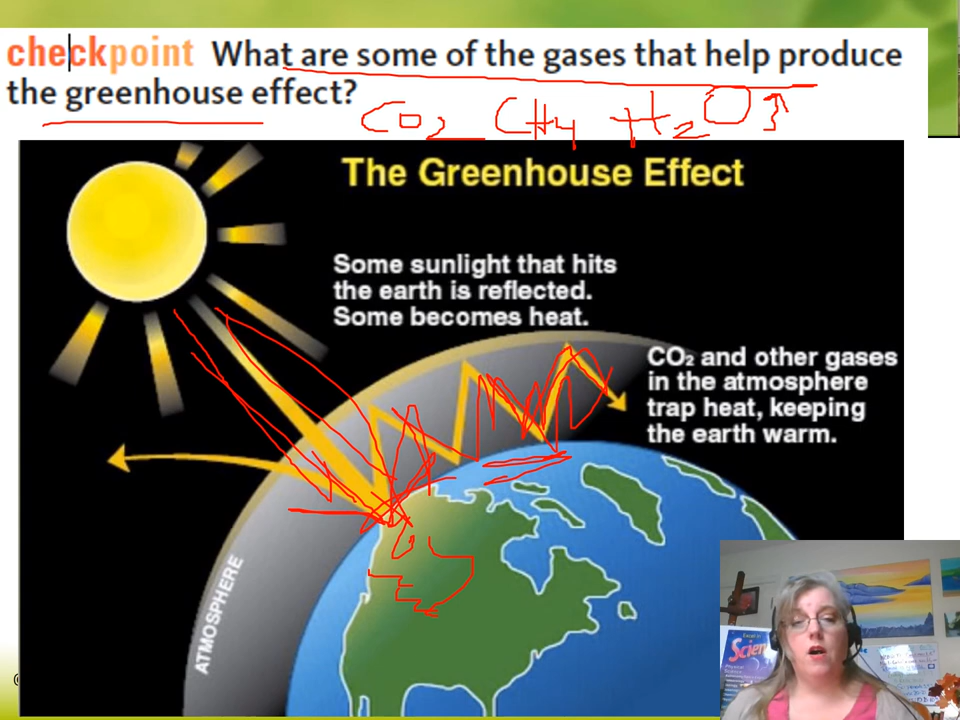 checkpoint What are some of the gases that help produce
the greenhouse effect?
CO2 CH4 H2O
The Greenhouse Effect
Some sunlight that hits
the earth is reflected.
Some becomes heat.
CO₂ and other gases
in the atmosphere
trap heat, keeping
the earth warm.
ATMOSPHERE
Scien